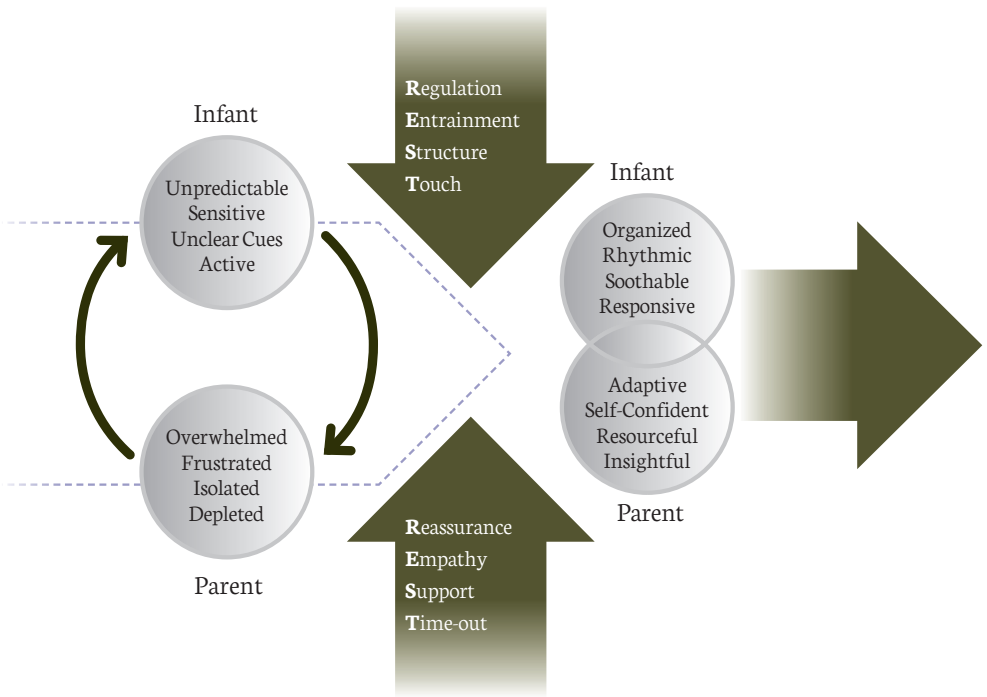 Infant
Unpredictable
Sensitive
Unclear Cues
Active
Overwhelmed
Frustrated
Isolated
Depleted
Parent
Regulation
Entrainment
Structure
Touch
Reassurance
Empathy
Support
Time-out
Infant
Organized
Rhythmic
Soothable
Responsive
Adaptive
Self-Confident
Resourceful
Insightful
Parent